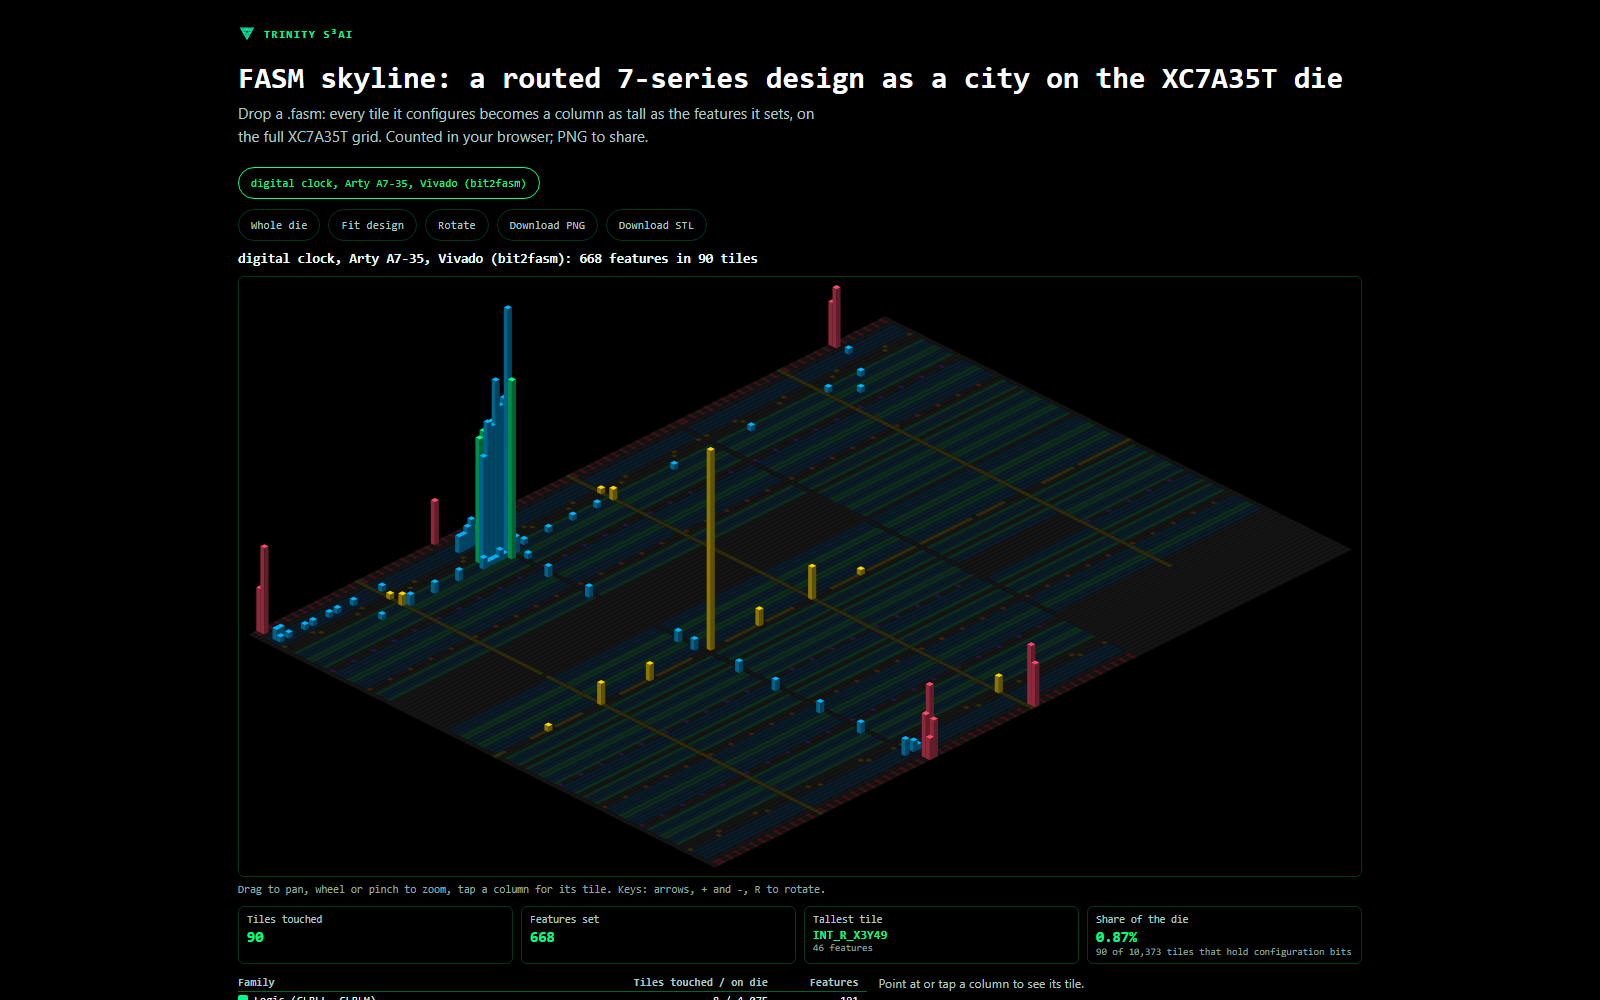 TRINITY S³AI
FASM skyline: a routed 7-series design as a city on the XC7A35T die
Drop a .fasm: every tile it configures becomes a column as tall as the features it sets, on
the full XC7A35T grid. Counted in your browser; PNG to share.
digital clock, Arty A7-35, Vivado (bit2fasm)
Whole die Fit design Rotate Download PNG Download STL
digital clock, Arty A7-35, Vivado (bit2fasm): 668 features in 90 tiles
Drag to pan, wheel or pinch to zoom, tap a column for its tile. Keys: arrows, + and -, R to rotate.
Tiles touched
90
Features set
668
Tallest tile
INT_R_X3Y49
46 features
Share of the die
0.87%
90 of 10,373 tiles that hold configuration bits
Family Tiles touched / on die Features
Point at or tap a column to see its tile.